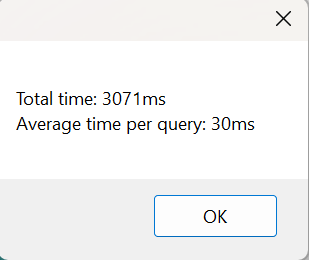 Total time: 3071ms
Average time per query: 30ms
OK